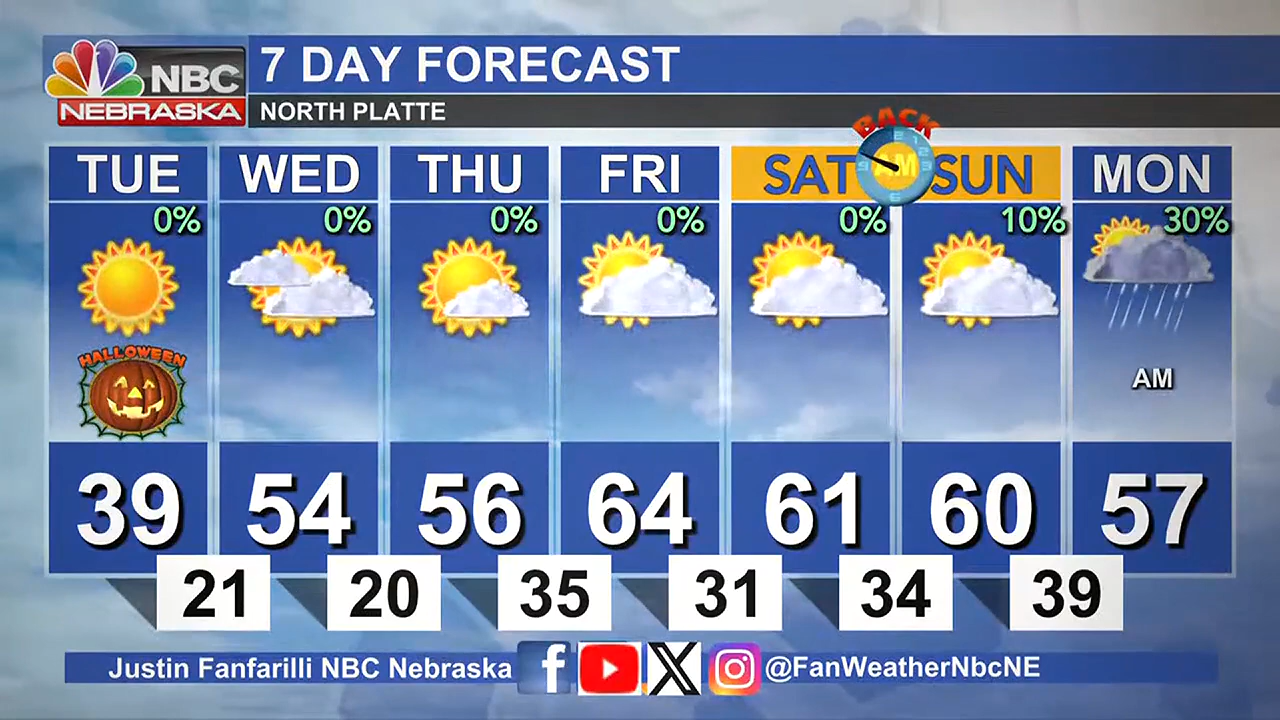 NBC
NEBRASKA
7 DAY FORECAST
NORTH PLATTE
BACK
AM
TUE WED THU FRI SAT SUN MON
0% 0% 0% 0% 0% 10% 30%
HALLOWEEN
AM
39 54 56 64 61 60 57
21 20 35 31 34 39
Justin Fanfarilli NBC Nebraska @FanWeatherNbcNE